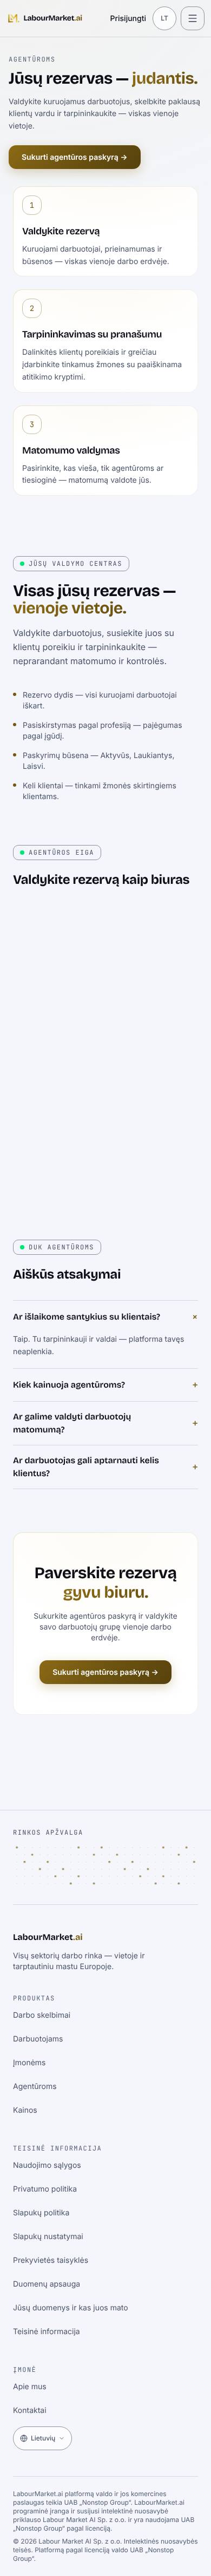 LabourMarket.ai
Prisijungti
LT
AGENTŪROMS
Jūsų rezervas — judantis.
Valdykite kuruojamus darbuotojus, skelbkite paklausą
klientų vardu ir tarpininkaukite — viskas vienoje
vietoje.
Sukurti agentūros paskyrą →
1
Valdykite rezervą
Kuruojami darbuotojai, prieinamumas ir
būsenos — viskas vienoje darbo erdvėje.
2
Tarpininkavimas su pranašumu
Dalinkitės klientų poreikiais ir greičiau
įdarbinkite tinkamus žmones su paaiškinama
atitikimo kryptimi.
3
Matomumo valdymas
Pasirinkite, kas vieša, tik agentūroms ar
tiesioginė — matomumą valdote jūs.
JŪSŲ VALDYMO CENTRAS
Visas jūsų rezervas —
vienoje vietoje.
Valdykite darbuotojus, susiekite juos su
klientų poreikiu ir tarpininkaukite —
neprarandant matomumo ir kontrolės.
Rezervo dydis — visi kuruojami darbuotojai
iškart.
Pasiskirstymas pagal profesiją — pajėgumas
pagal įgūdį.
Paskyrimų būsena — Aktyvūs, Laukiantys,
Laisvi.
Keli klientai — tinkami žmonės skirtingiems
klientams.
AGENTŪROS EIGA
Valdykite rezervą kaip biuras
DUK AGENTŪROMS
Aiškūs atsakymai
Ar išlaikome santykius su klientais?
Taip. Tu tarpininkauji ir valdai — platforma tavęs
neaplenkia.
Kiek kainuoja agentūroms?
Ar galime valdyti darbuotojų
matomumą?
Ar darbuotojas gali aptarnauti kelis
klientus?
Paverskite rezervą
gyvu biuru.
Sukurkite agentūros paskyrą ir valdykite
savo darbuotojų grupę vienoje darbo
erdvėje.
Sukurti agentūros paskyrą →
RINKOS APŽVALGA
LabourMarket.ai
Visų sektorių darbo rinka — vietoje ir
tarptautiniu mastu Europoje.
PRODUKTAS
Darbo skelbimai
Darbuotojams
Įmonėms
Agentūroms
Kainos
TEISINĖ INFORMACIJA
Naudojimo sąlygos
Privatumo politika
Slapukų politika
Slapukų nustatymai
Prekyvietės taisyklės
Duomenų apsauga
Jūsų duomenys ir kas juos mato
Teisinė informacija
ĮMONĖ
Apie mus
Kontaktai
Lietuvių
LabourMarket.ai platformą valdo ir jos komercines
paslaugas teikia UAB „Nonstop Group“. LabourMarket.ai
programinė įranga ir susijusi intelektinė nuosavybė
priklauso Labour Market AI Sp. z o.o. ir yra naudojama UAB
„Nonstop Group“ pagal licenciją.
© 2026 Labour Market AI Sp. z o.o. Intelektinės nuosavybės
teisės. Platformą pagal licenciją valdo UAB „Nonstop
Group“.